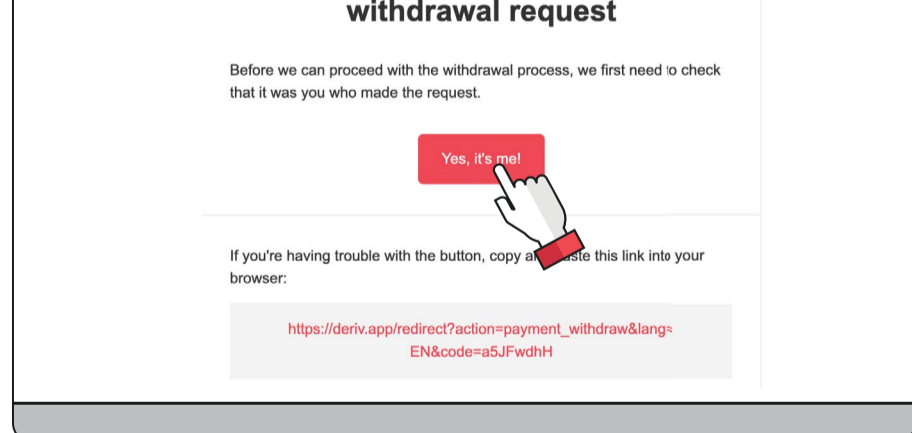 withdrawal request
Before we can proceed with the withdrawal process, we first need to check
that it was you who made the request.
Yes, it's me!
If you're having trouble with the button, copy this link into your
browser:
https://deriv.app/redirect?action=payment_withdraw&lang=
EN&code=a5JFwdhH